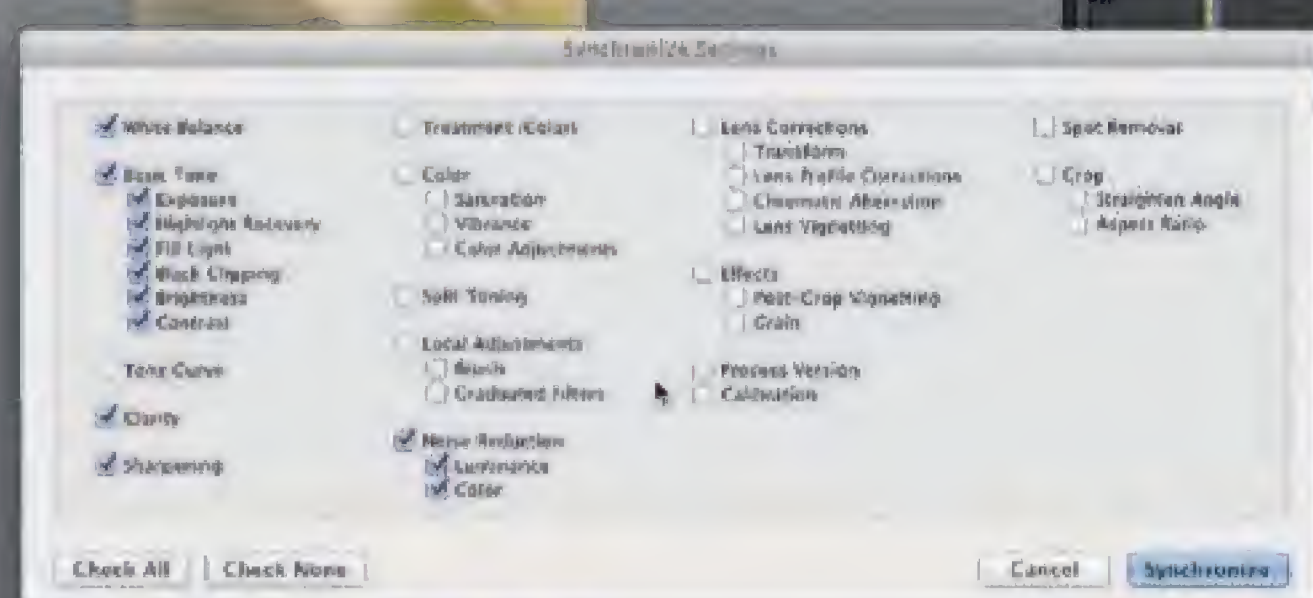 Synchronize Settings
White Balance
Basic Tone
Exposure
Highlight Recovery
Fill Light
Black Clipping
Brightness
Contrast
Tone Curve
Clarity
Sharpening
Treatment (Color)
Color
Saturation
Vibrance
Color Adjustments
Split Toning
Local Adjustments
Brush
Graduated Filters
Noise Reduction
Luminance
Color
Lens Corrections
Transform
Lens Profile Corrections
Chromatic Aberration
Lens Vignetting
Effects
Post-Crop Vignetting
Grain
Process Version
Calibration
Spot Removal
Crop
Straighten Angle
Aspect Ratio
Check All
Check None
Cancel
Synchronize